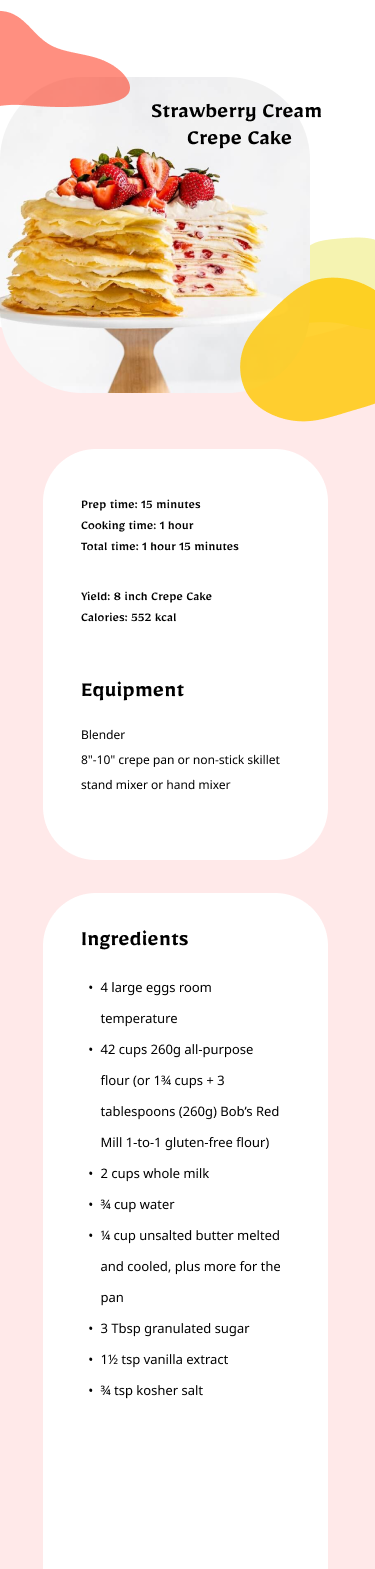 Strawberry Cream
Crepe Cake
Prep time: 15 minutes
Cooking time: 1 hour
Total time: 1 hour 15 minutes
Yield: 8 inch Crepe Cake
Calories: 552 kcal
Equipment
Blender
8"-10" crepe pan or non-stick skillet
stand mixer or hand mixer
Ingredients
• 4 large eggs room
temperature
• 42 cups 260g all-purpose
flour (or 1¾ cups + 3
tablespoons (260g) Bob’s Red
Mill 1-to-1 gluten-free flour)
• 2 cups whole milk
• ¾ cup water
• ¼ cup unsalted butter melted
and cooled, plus more for the
pan
• 3 Tbsp granulated sugar
• 1½ tsp vanilla extract
• ¾ tsp kosher salt